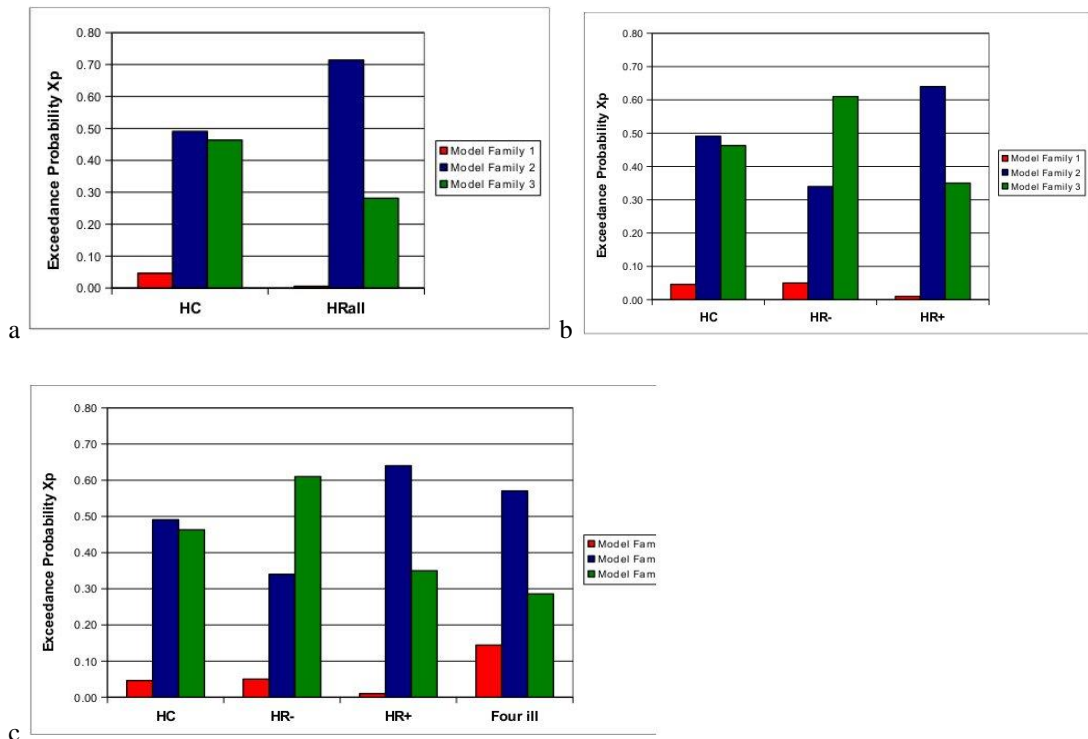 0.80
0.70
0.60
0.50
0.40
0.30
0.20
0.10
0.00
Exceedance Probability Xp
HC HRall
Model Family 1
Model Family 2
Model Family 3
a
0.80
0.70
0.60
0.50
0.40
0.30
0.20
0.10
0.00
Exceedance Probability Xp
HC HR- HR+
Model Family 1
Model Family 2
Model Family 3
b
0.80
0.70
0.60
0.50
0.40
0.30
0.20
0.10
0.00
Exceedance Probability Xp
HC HR- HR+ Four ill
Model Fam
Model Fam
Model Fam
c